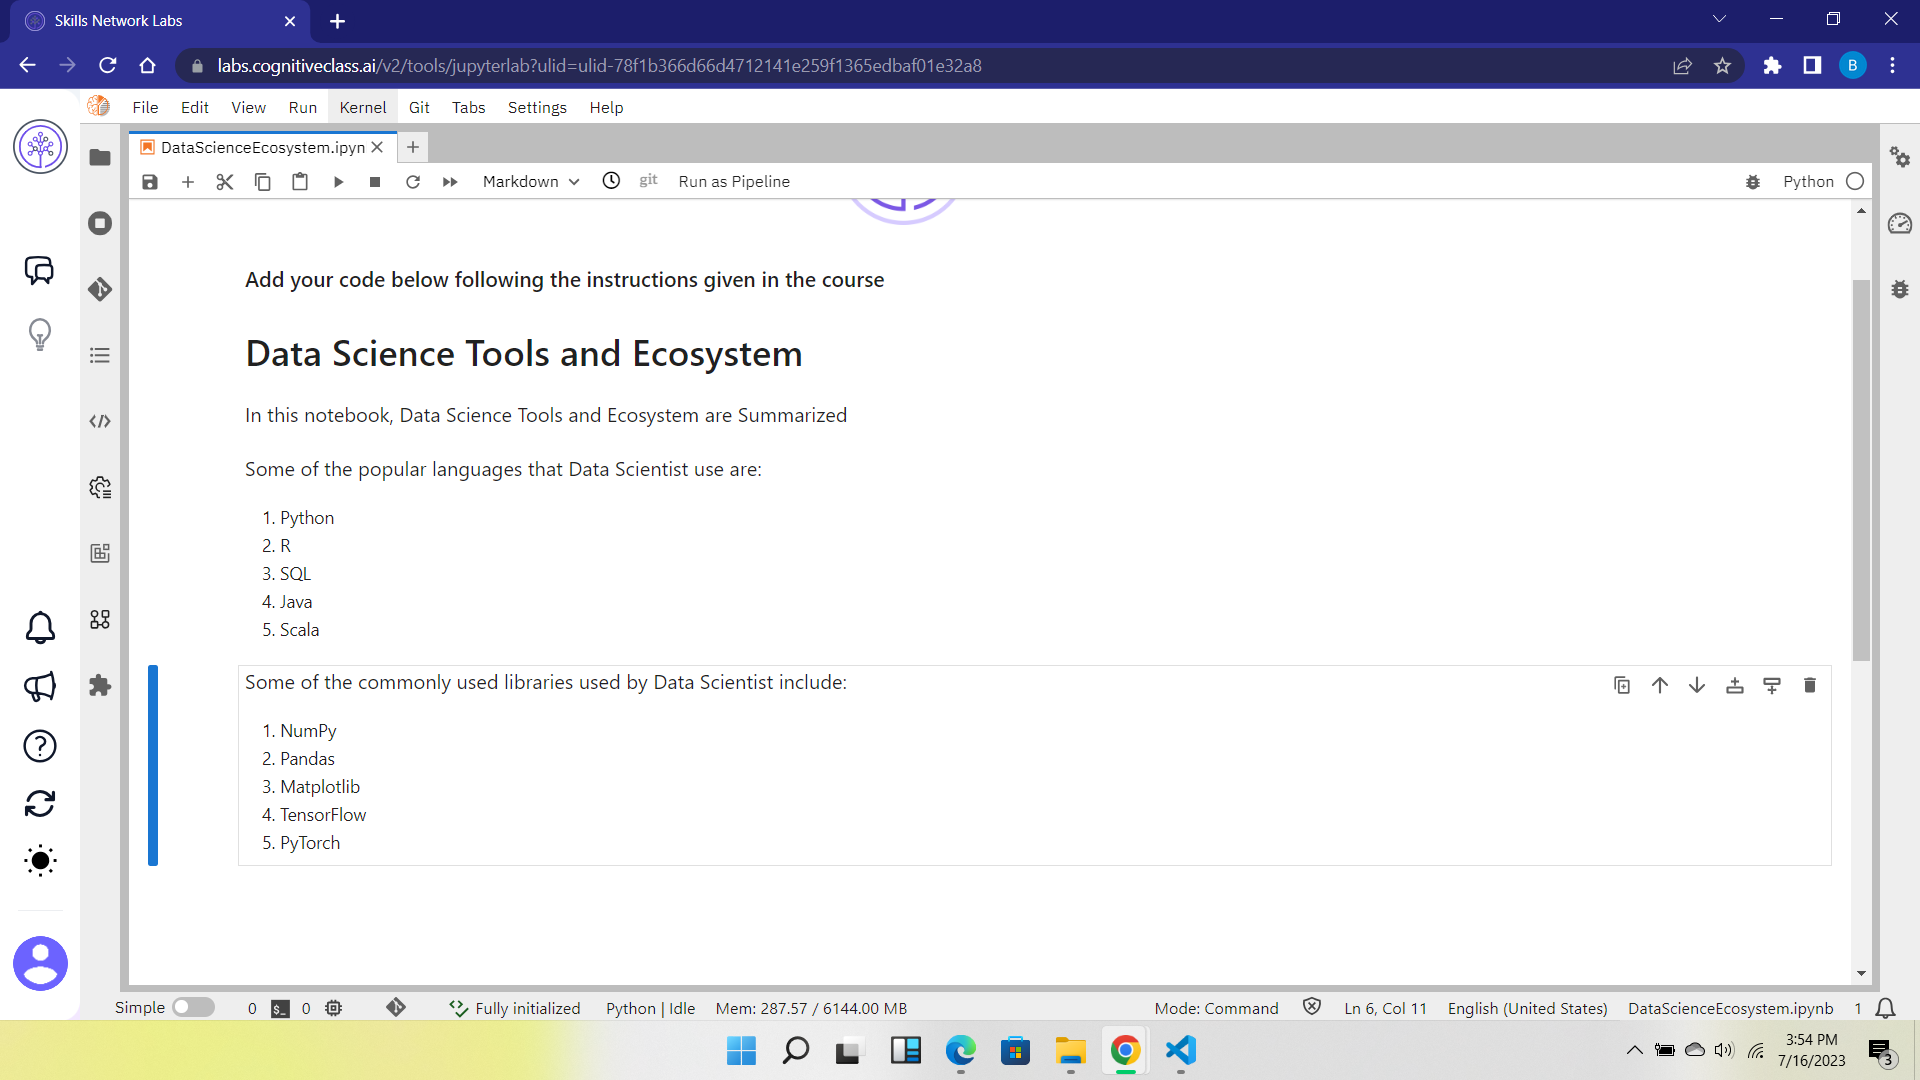 Skills Network Labs
labs.cognitiveclass.ai/v2/tools/jupyterlab?ulid=ulid-78f1b366d66d4712141e259f1365edbaf01e32a8
B
File Edit View Run Kernel Git Tabs Settings Help
DataScienceEcosystem.ipyn
Markdown git Run as Pipeline Python
Add your code below following the instructions given in the course
Data Science Tools and Ecosystem
In this notebook, Data Science Tools and Ecosystem are Summarized
Some of the popular languages that Data Scientist use are:
1. Python
2. R
3. SQL
4. Java
5. Scala
Some of the commonly used libraries used by Data Scientist include:
1. NumPy
2. Pandas
3. Matplotlib
4. TensorFlow
5. PyTorch
Simple 0 $_ 0 Fully initialized Python | Idle Mem: 287.57 / 6144.00 MB Mode: Command Ln 6, Col 11 English (United States) DataScienceEcosystem.ipynb 1
3:54 PM
7/16/2023
3